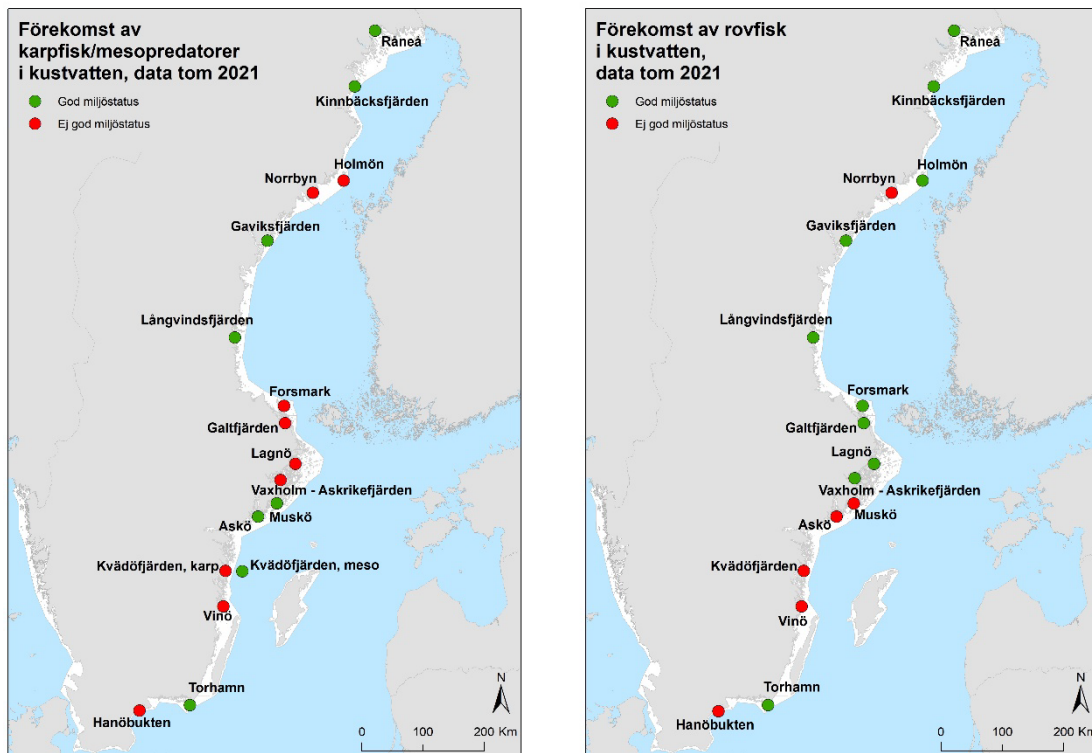 Förekomst av
karpfisk/mesopredatorer
i kustvatten, data tom 2021
God miljöstatus
Ej god miljöstatus
Råneå
Kinnbäcksfjärden
Holmön
Norrbyn
Gaviksfjärden
Långvindsfjärden
Forsmark
Galtfjärden
Lagnö
Vaxholm - Askrikefjärden
Askö
Muskö
Kvädöfjärden, karp
Kvädöfjärden, meso
Vinö
Torhamn
Hanöbukten
N
0 100 200 Km
Förekomst av rovfisk
i kustvatten,
data tom 2021
God miljöstatus
Ej god miljöstatus
Råneå
Kinnbäcksfjärden
Holmön
Norrbyn
Gaviksfjärden
Långvindsfjärden
Forsmark
Galtfjärden
Lagnö
Vaxholm - Askrikefjärden
Askö
Muskö
Kvädöfjärden
Vinö
Torhamn
Hanöbukten
N
0 100 200 Km